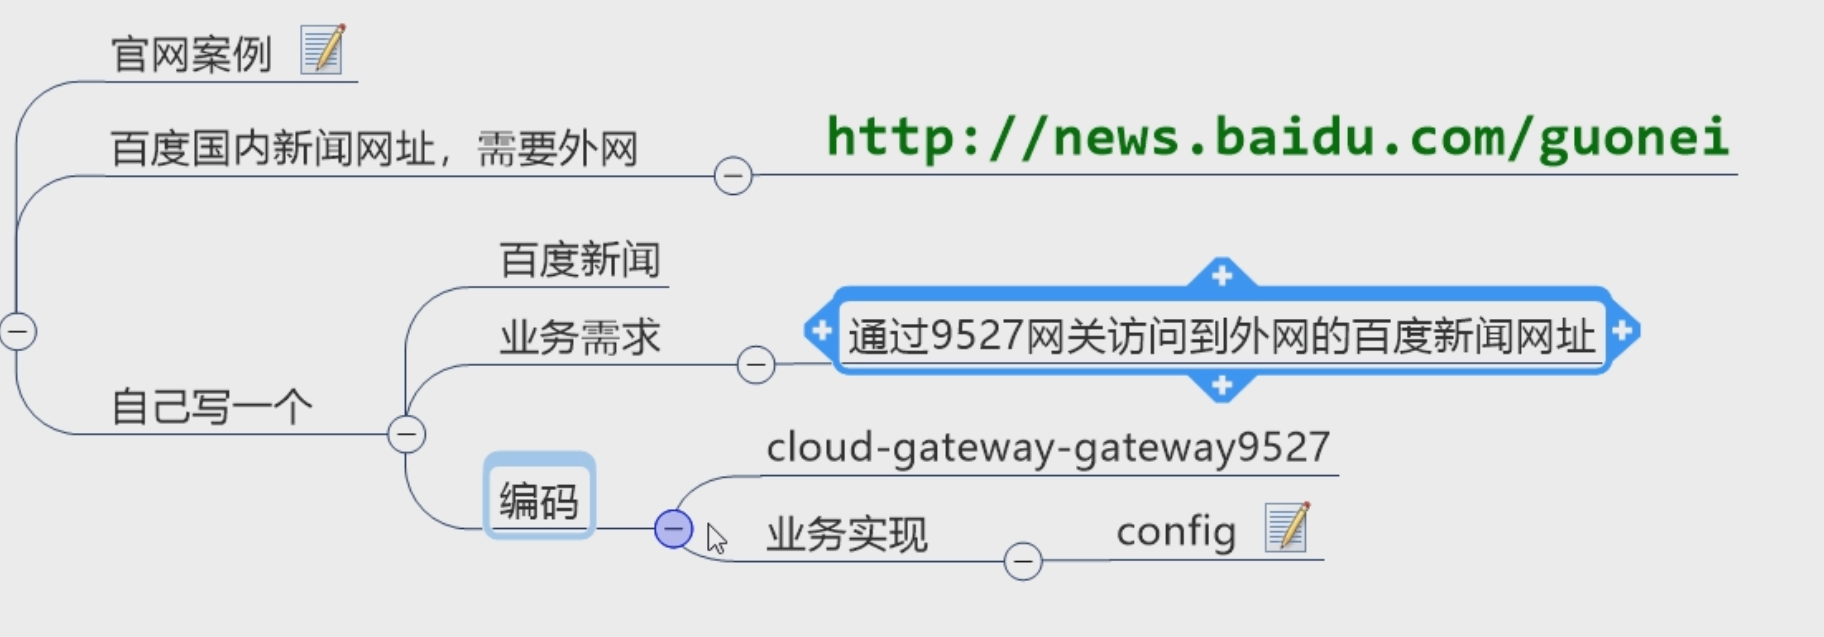 官网案例
百度国内新闻网址，需要外网
http://news.baidu.com/guonei
自己写一个
百度新闻
业务需求
通过9527网关访问到外网的百度新闻网址
编码
cloud-gateway-gateway9527
业务实现
config